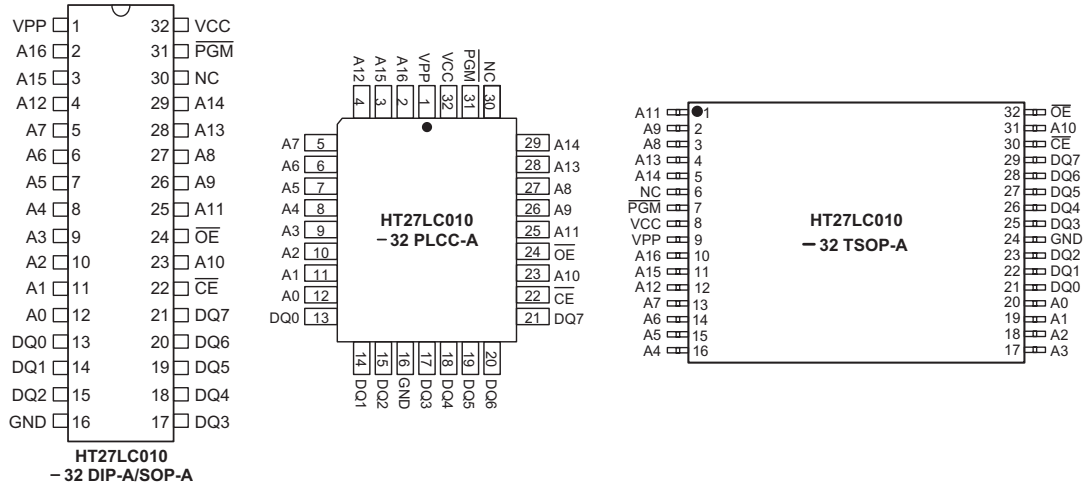 VPP 1 32 VCC
A16 2 31 PGM
A15 3 30 NC
A12 4 29 A14
A7 5 28 A13
A6 6 27 A8
A5 7 26 A9
A4 8 25 A11
A3 9 24 OE
A2 10 23 A10
A1 11 22 CE
A0 12 21 DQ7
DQ0 13 20 DQ6
DQ1 14 19 DQ5
DQ2 15 18 DQ4
GND 16 17 DQ3
HT27LC010
– 32 DIP-A/SOP-A
A12 A15 A16 VPP VCC PGM NC
4 3 2 1 32 31 30
A7 5 29 A14
A6 6 28 A13
A5 7 27 A8
A4 8 26 A9
A3 9 25 A11
A2 10 24 OE
A1 11 23 A10
A0 12 22 CE
DQ0 13 21 DQ7
HT27LC010
– 32 PLCC-A
14 15 16 17 18 19 20
DQ1 DQ2 GND DQ3 DQ4 DQ5 DQ6
A11 1 32 OE
A9 2 31 A10
A8 3 30 CE
A13 4 29 DQ7
A14 5 28 DQ6
NC 6 27 DQ5
PGM 7 26 DQ4
VCC 8 25 DQ3
VPP 9 24 GND
A16 10 23 DQ2
A15 11 22 DQ1
A12 12 21 DQ0
A7 13 20 A0
A6 14 19 A1
A5 15 18 A2
A4 16 17 A3
HT27LC010
– 32 TSOP-A